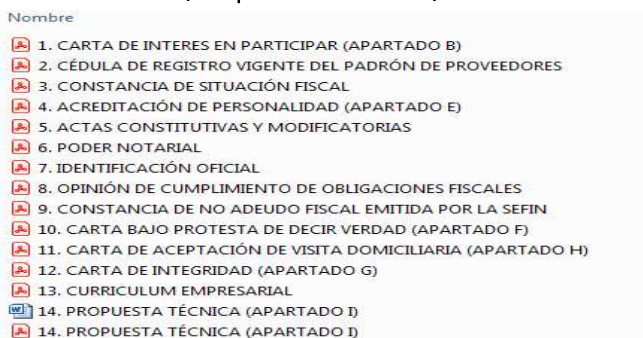 Nombre
1. CARTA DE INTERES EN PARTICIPAR (APARTADO B)
2. CÉDULA DE REGISTRO VIGENTE DEL PADRÓN DE PROVEEDORES
3. CONSTANCIA DE SITUACIÓN FISCAL
4. ACREDITACIÓN DE PERSONALIDAD (APARTADO E)
5. ACTAS CONSTITUTIVAS Y MODIFICATORIAS
6. PODER NOTARIAL
7. IDENTIFICACIÓN OFICIAL
8. OPINIÓN DE CUMPLIMIENTO DE OBLIGACIONES FISCALES
9. CONSTANCIA DE NO ADEUDO FISCAL EMITIDA POR LA SEFIN
10. CARTA BAJO PROTESTA DE DECIR VERDAD (APARTADO F)
11. CARTA DE ACEPTACIÓN DE VISITA DOMICILIARIA (APARTADO H)
12. CARTA DE INTEGRIDAD (APARTADO G)
13. CURRICULUM EMPRESARIAL
14. PROPUESTA TÉCNICA (APARTADO I)
14. PROPUESTA TÉCNICA (APARTADO I)